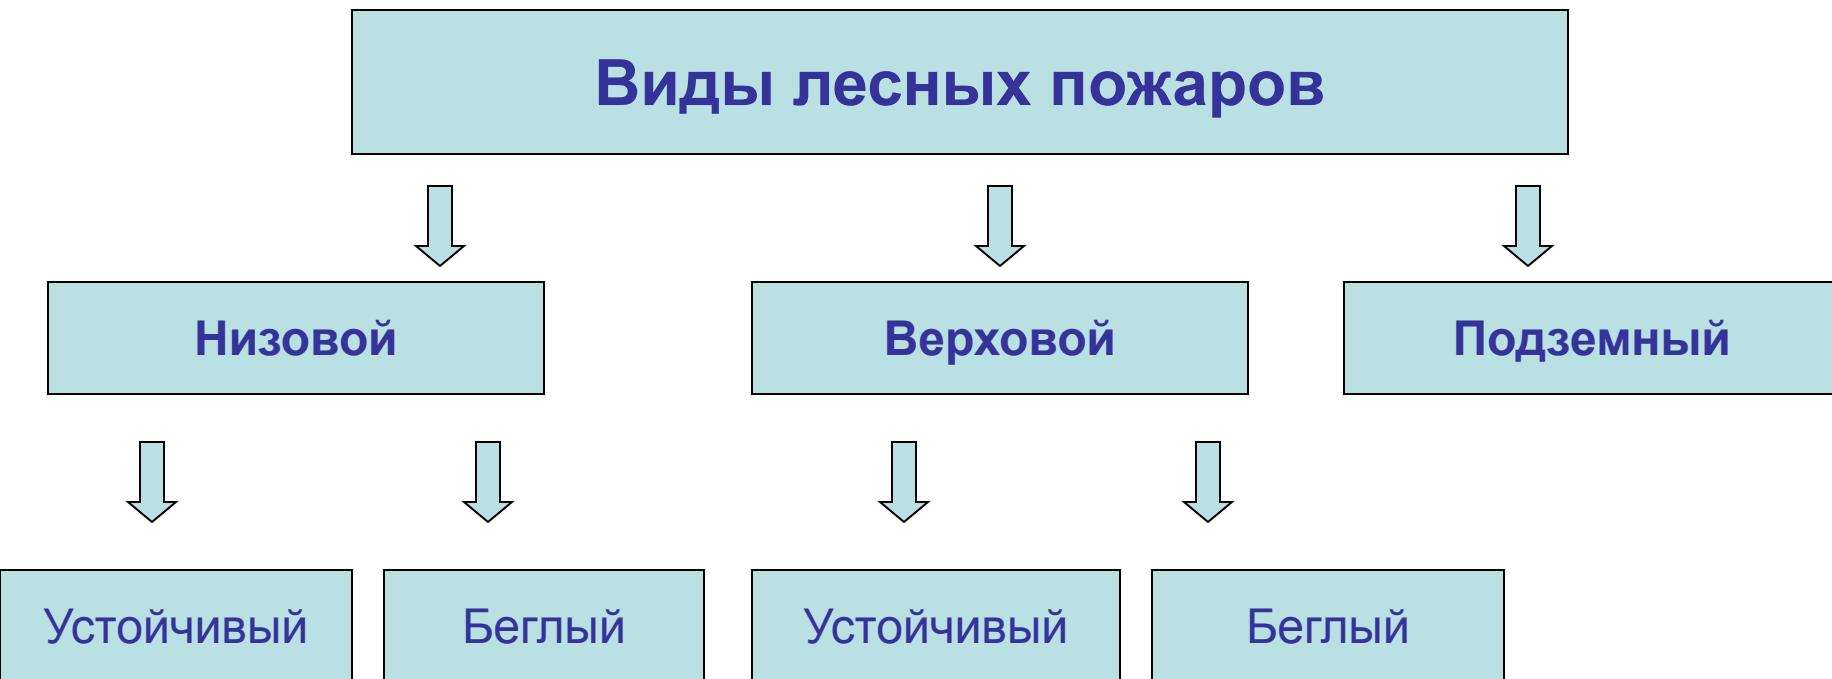 Виды лесных пожаров
Низовой
Верховой
Подземный
Устойчивый
Беглый
Устойчивый
Беглый